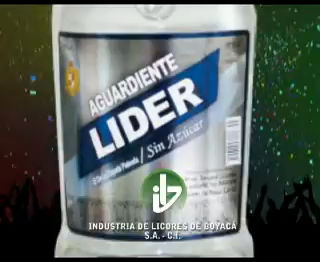 AGUARDIENTE
LIDER
Sin Azúcar
INDUSTRIA DE LICORES DE BOYACÁ
S.A. - C.I.